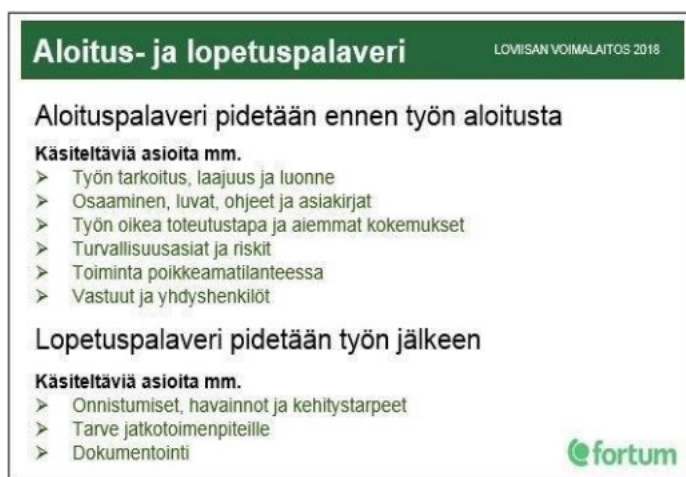 Aloitus- ja lopetuspalaveri
LOVIISAN VOIMALAITOS 2018
Aloituspalaveri pidetään ennen työn aloitusta
Käsiteltäviä asioita mm.
➢ Työn tarkoitus, laajuus ja luonne
➢ Osaaminen, luvat, ohjeet ja asiakirjat
➢ Työn oikea toteutustapa ja aiemmat kokemukset
➢ Turvallisuusasiat ja riskit
➢ Toiminta poikkeamatilanteessa
➢ Vastuut ja yhdyshenkilöt
Lopetuspalaveri pidetään työn jälkeen
Käsiteltäviä asioita mm.
➢ Onnistumiset, havainnot ja kehitystarpeet
➢ Tarve jatkotoimenpiteille
➢ Dokumentointi
fortum